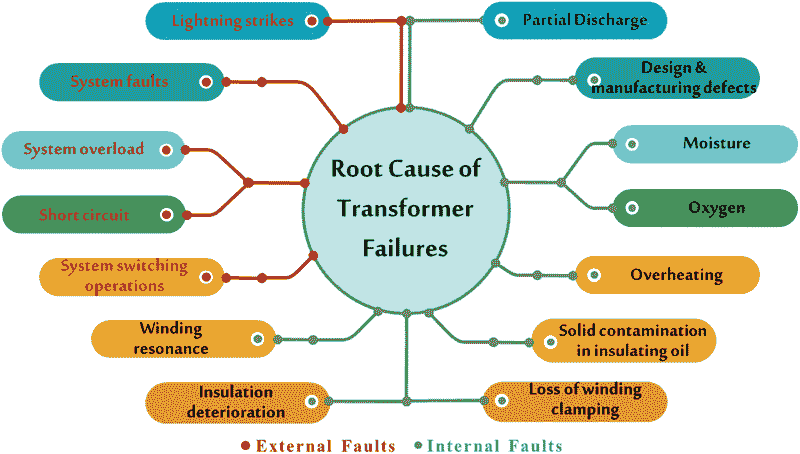 Lightning strikes
Partial Discharge
System faults
Design &
manufacturing defects
System overload
Moisture
Root Cause of
Transformer
Failures
Short circuit
Oxygen
System switching
operations
Overheating
Winding
resonance
Solid contamination
in insulating oil
Insulation
deterioration
Loss of winding
clamping
External Faults
Internal Faults